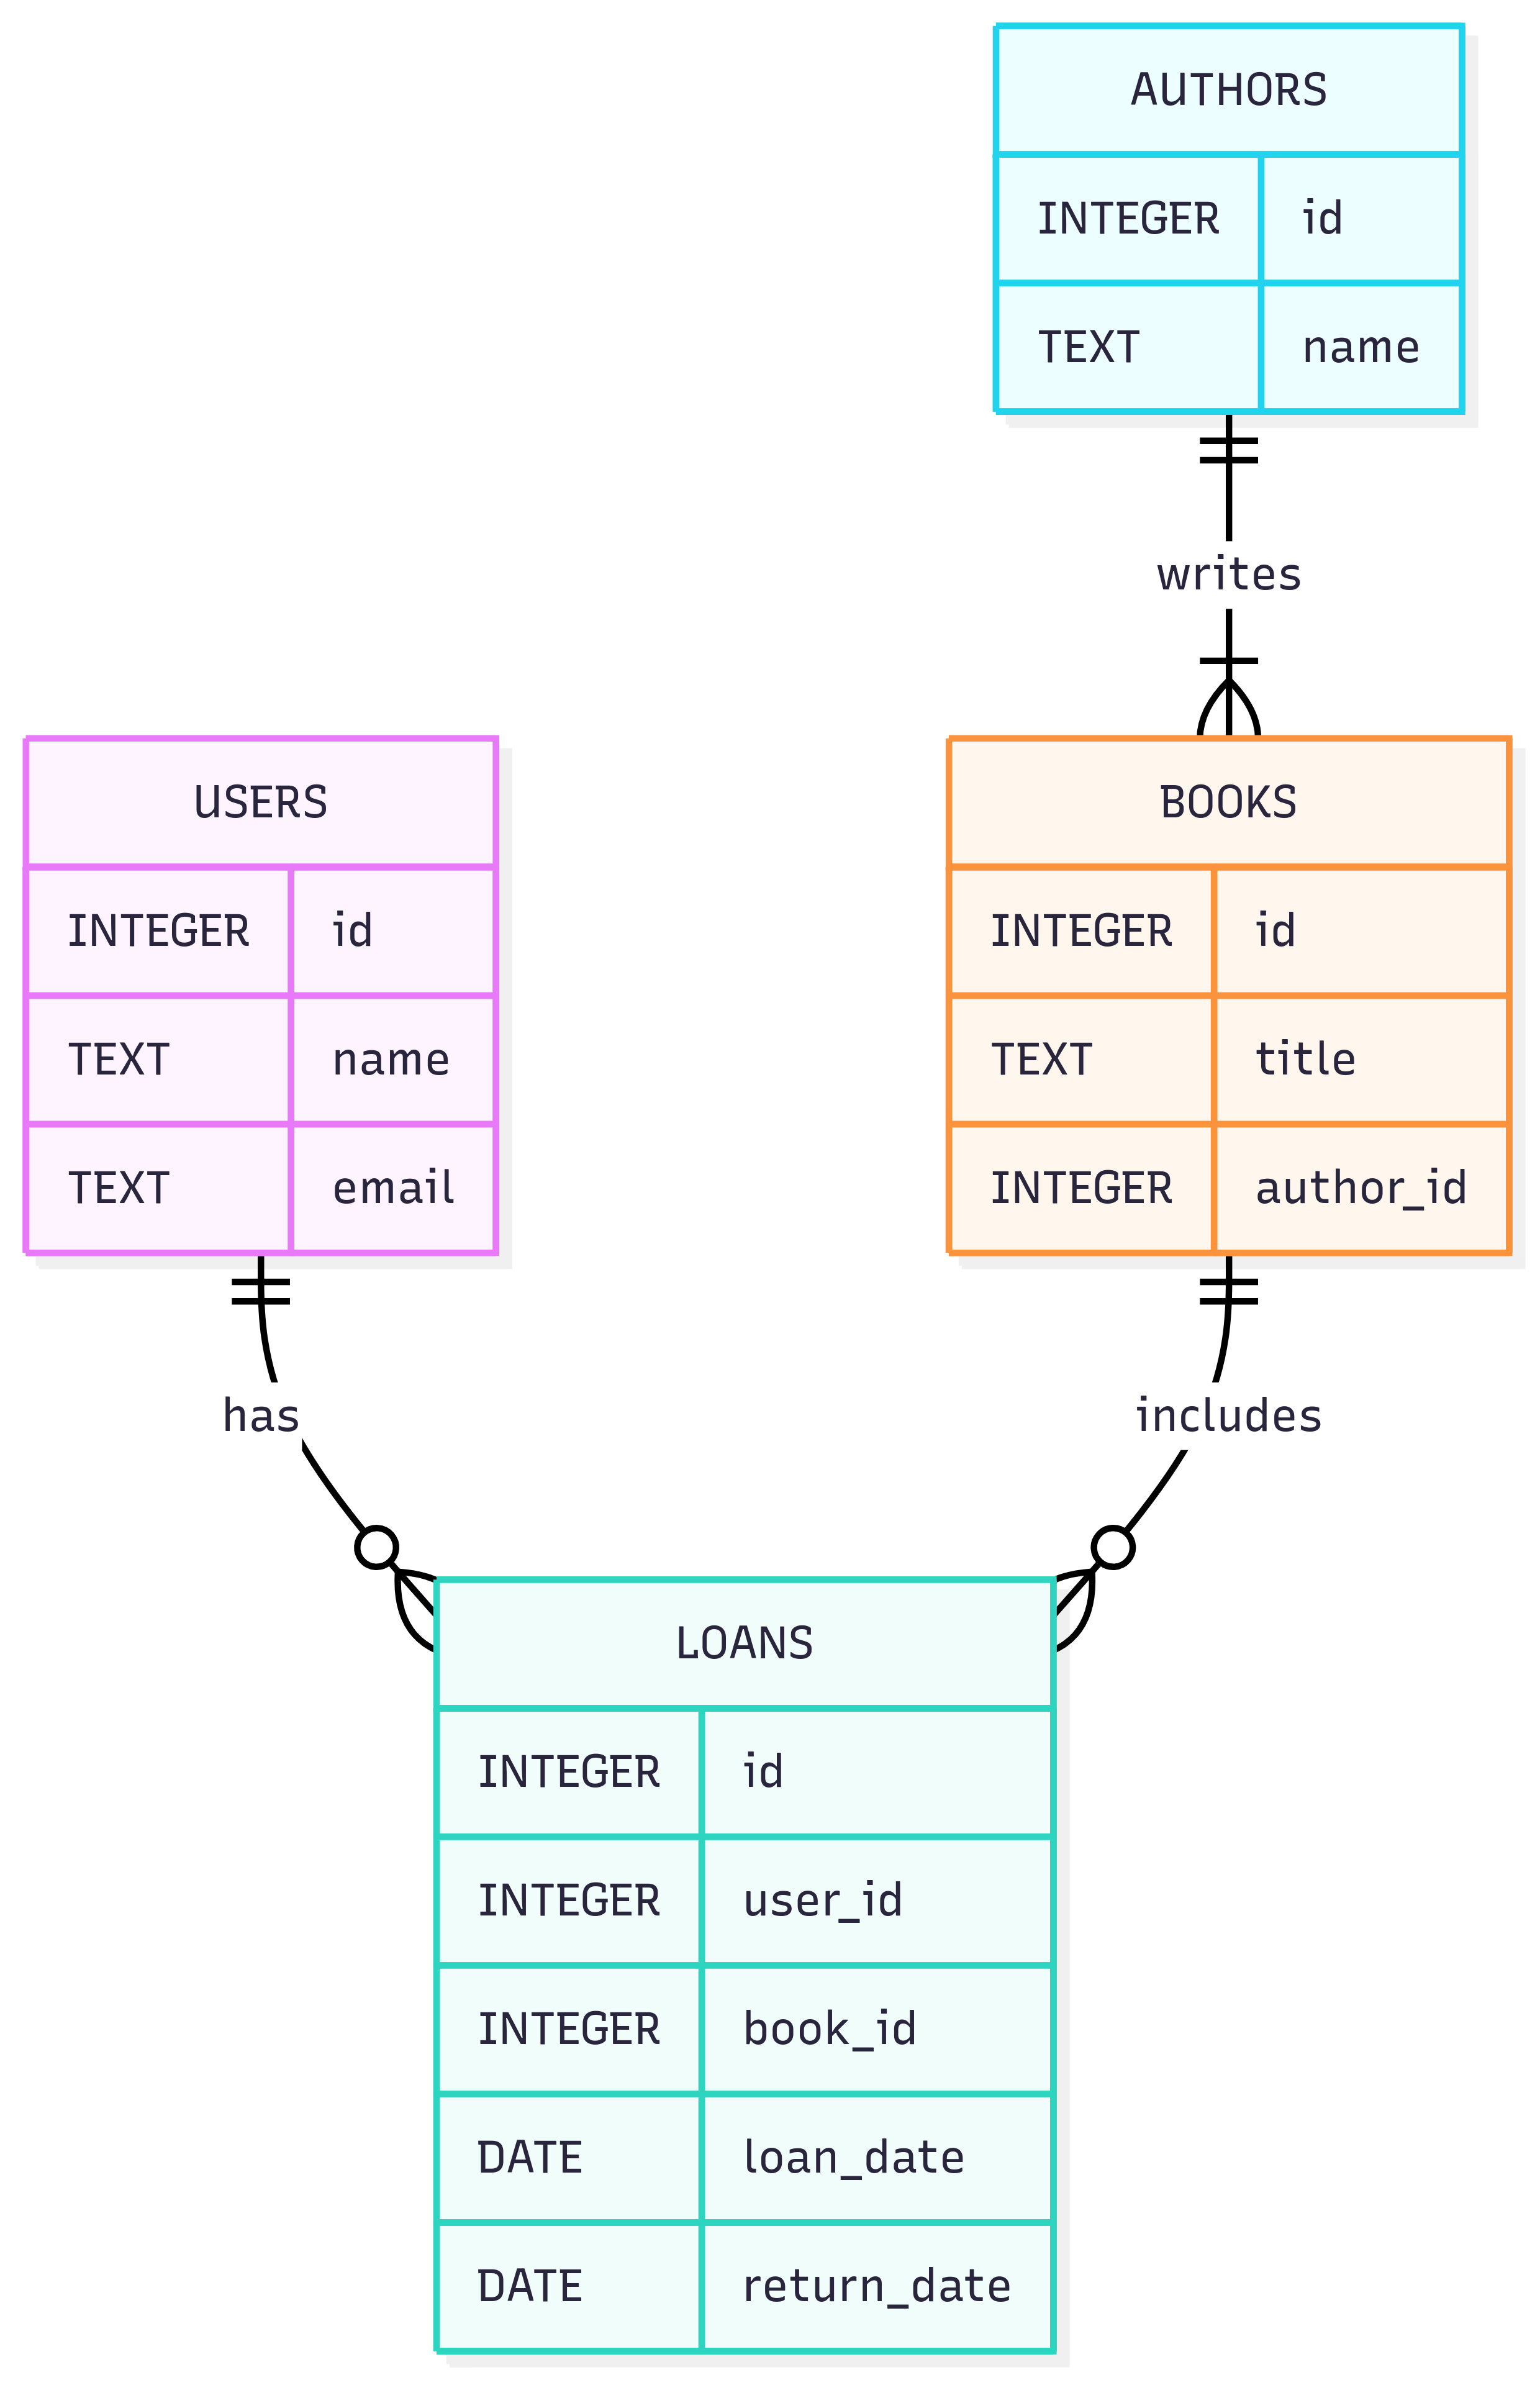 AUTHORS
INTEGER id
TEXT name
writes
USERS
INTEGER id
TEXT name
TEXT email
BOOKS
INTEGER id
TEXT title
INTEGER author_id
has
includes
LOANS
INTEGER id
INTEGER user_id
INTEGER book_id
DATE loan_date
DATE return_date